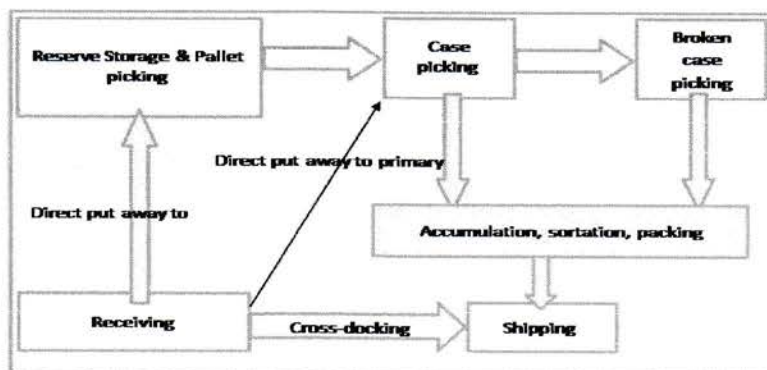 Reserve Storage & Pallet
picking
Case
picking
Broken
case
picking
Direct put away to primary
Direct put away to
Accumulation, sortation, packing
Receiving
Cross-docking
Shipping